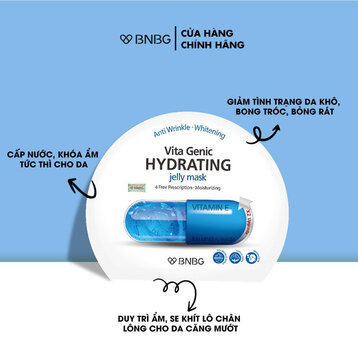 BNBG
CỬA HÀNG
CHÍNH HÃNG
GIẢM TÌNH TRẠNG DA KHÔ,
BONG TRÓC, BỎNG RÁT
CẤP NƯỚC, KHÓA ẨM
TỨC THÌ CHO DA
Anti Wrinkle · Whitening
Vita Genic
HYDRATING
jelly mask
6 Free Prescription · Moisturizing
VITAMIN E
BNBG
DUY TRÌ ẨM, SE KHÍT LỖ CHÂN
LÔNG CHO DA CĂNG MƯỚT